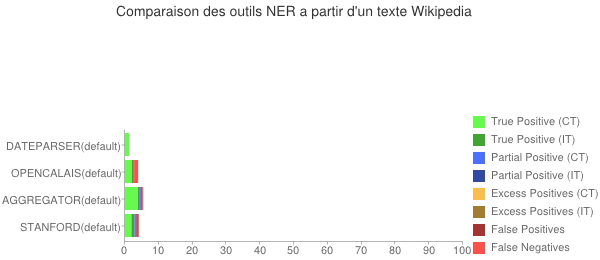 Comparaison des outils NER a partir d'un texte Wikipedia
DATEPARSER(default)
OPENCALAIS(default)
AGGREGATOR(default)
STANFORD(default)
0 10 20 30 40 50 60 70 80 90 100
True Positive (CT)
True Positive (IT)
Partial Positive (CT)
Partial Positive (IT)
Excess Positives (CT)
Excess Positives (IT)
False Positives
False Negatives